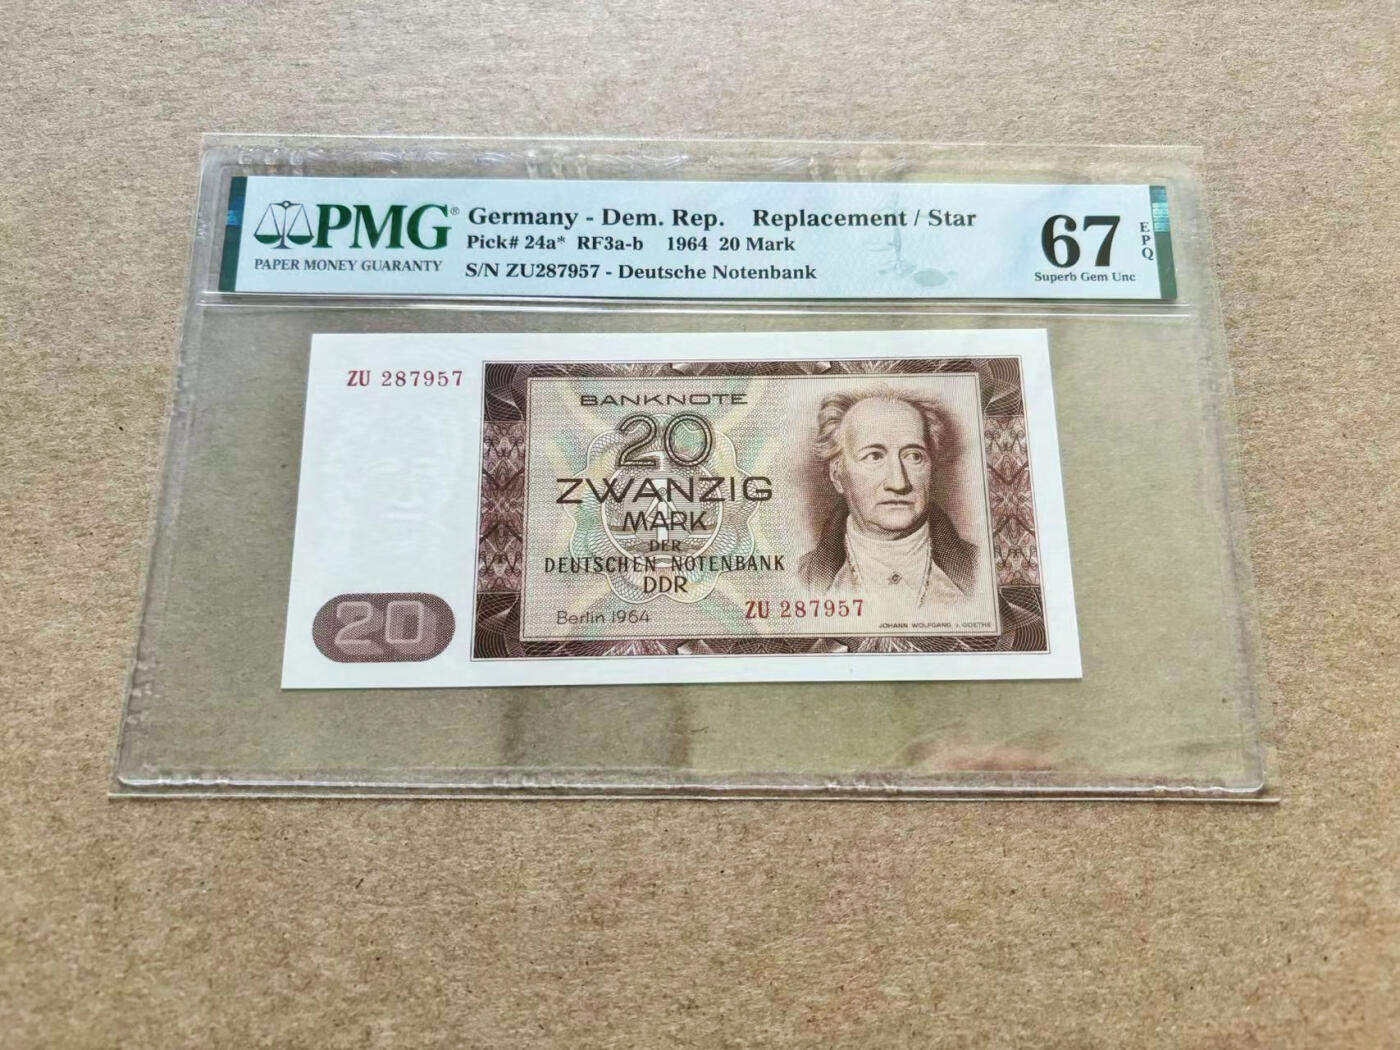 PMG®
PAPER MONEY GUARANTY
Germany - Dem. Rep. Replacement / Star
Pick# 24a* RF3a-b 1964 20 Mark
S/N ZU287957 - Deutsche Notenbank
67
EPQ
Superb Gem Unc
ZU 287957
BANKNOTE
20
ZWANZIG
MARK
DER
DEUTSCHEN NOTENBANK
DDR
Berlin 1964
ZU 287957
JOHANN WOLFGANG v. GOETHE
20